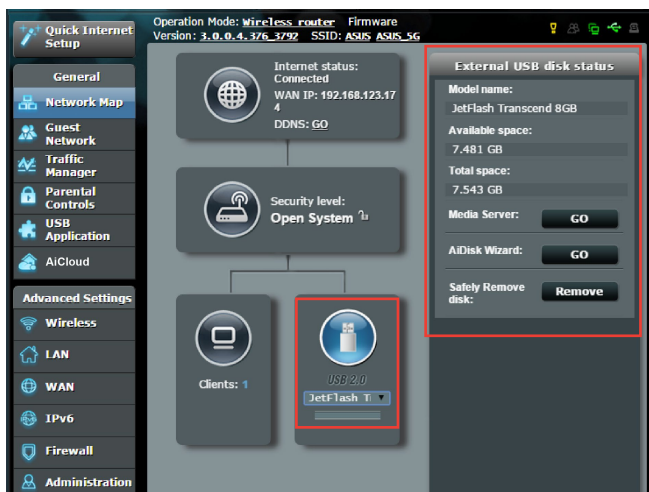 Quick Internet
Setup
Operation Mode: Wireless router Firmware
Version: 3.0.0.4.376_3792 SSID: ASUS ASUS_5G
General
Network Map
Guest
Network
Traffic
Manager
Parental
Controls
USB
Application
AiCloud
Advanced Settings
Wireless
LAN
WAN
IPv6
Firewall
Administration
Internet status:
Connected
WAN IP: 192.168.123.17
4
DDNS: GO
Security level:
Open System
Clients: 1
USB 2.0
JetFlash T
External USB disk status
Model name:
JetFlash Transcend 8GB
Available space:
7.481 GB
Total space:
7.543 GB
Media Server: GO
AiDisk Wizard: GO
Safely Remove
disk:
Remove